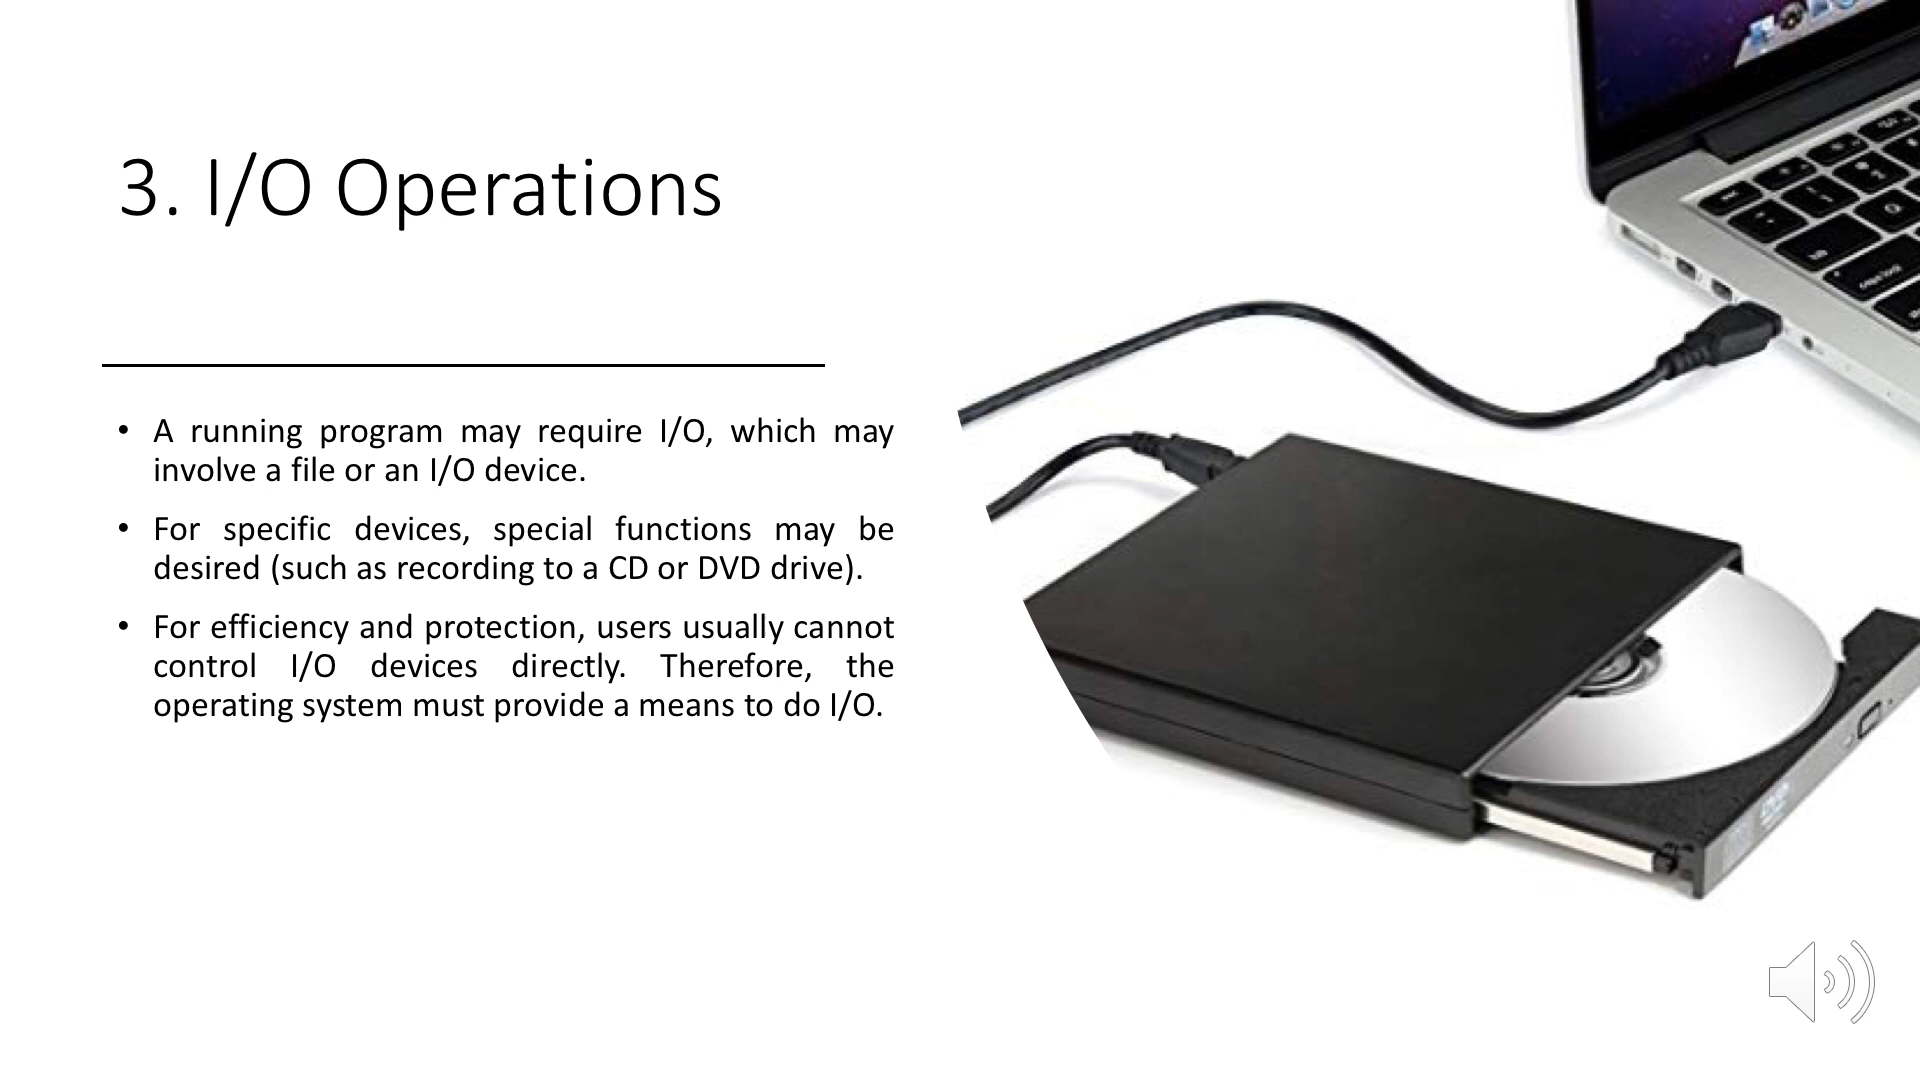 3. I/O Operations
• A running program may require I/O, which may
involve a file or an I/O device.
• For specific devices, special functions may be
desired (such as recording to a CD or DVD drive).
• For efficiency and protection, users usually cannot
control I/O devices directly. Therefore, the
operating system must provide a means to do I/O.
caps lock